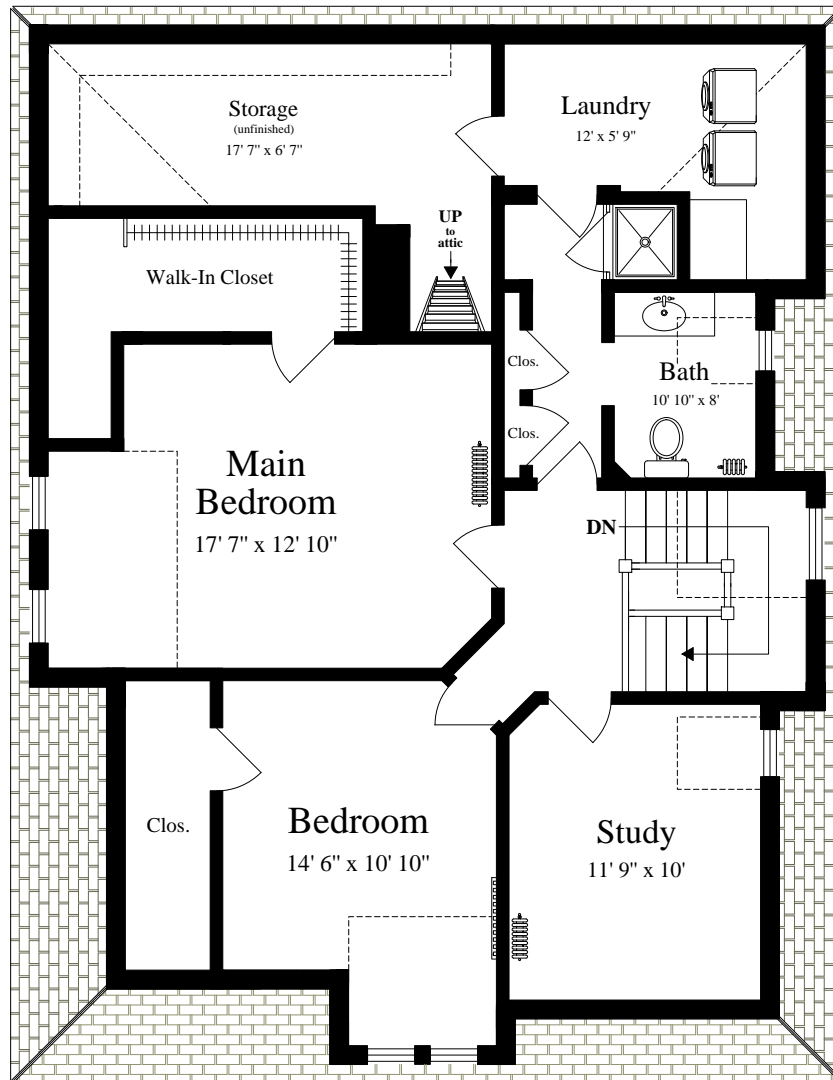 Storage
(unfinished)
17' 7" x 6' 7"
Laundry
12' x 5' 9"
UP
to
attic
Walk-In Closet
Clos.
Bath
10' 10" x 8'
Clos.
Main
Bedroom
17' 7" x 12' 10"
DN
Clos.
Bedroom
14' 6" x 10' 10"
Study
11' 9" x 10'